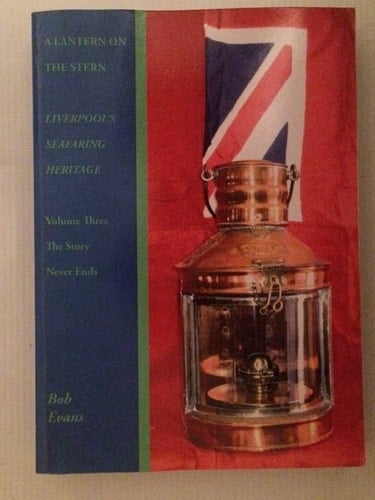 A LANTERN ON
THE STERN
LIVERPOOL'S
SEAFARING
HERITAGE
Volume Three
The Story
Never Ends
Bob
Evans